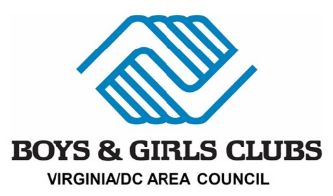 BOYS & GIRLS CLUBS
VIRGINIA/DC AREA COUNCIL